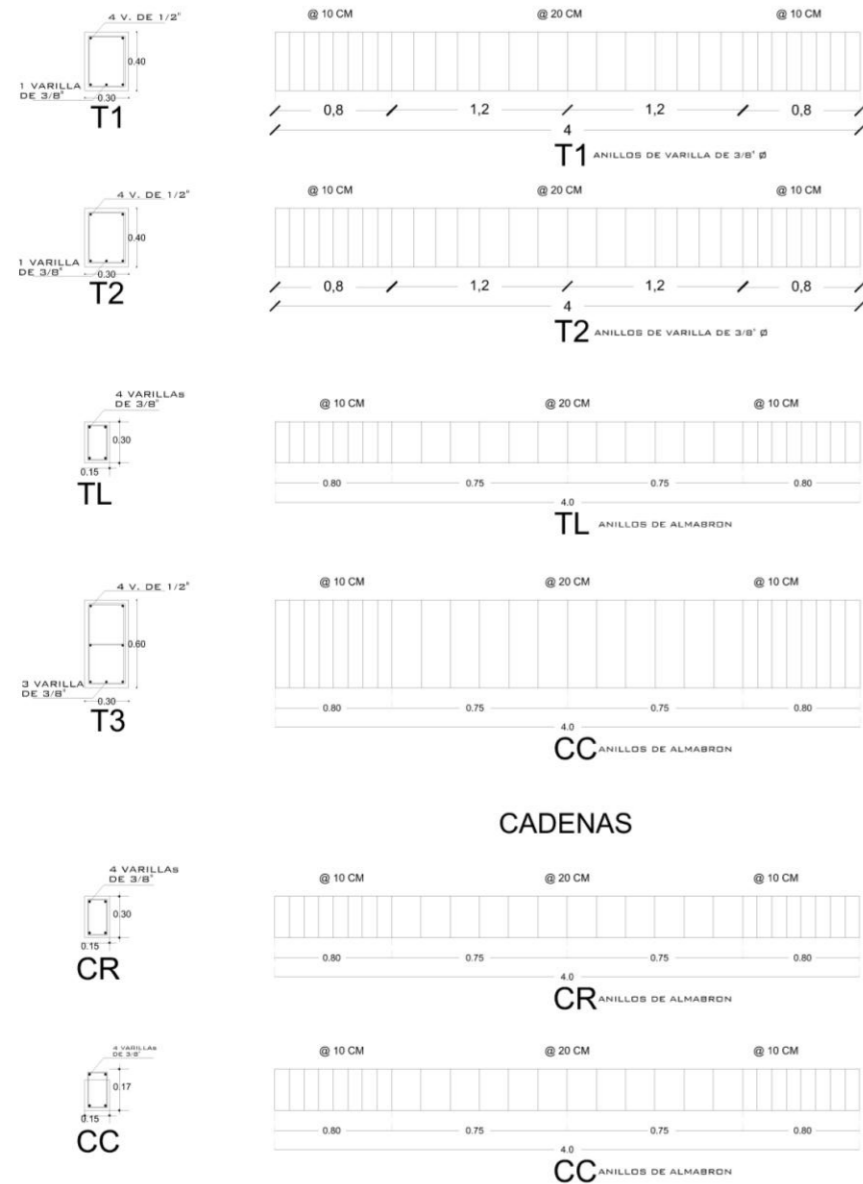 4 V. DE 1/2"
0.40
1 VARILLA
DE 3/8"
0.30
T1
@ 10 CM
@ 20 CM
@ 10 CM
0,8
1,2
1,2
0,8
4
T1 ANILLOS DE VARILLA DE 3/8" Ø
4 V. DE 1/2"
0.40
1 VARILLA
DE 3/8"
0.30
T2
@ 10 CM
@ 20 CM
@ 10 CM
0,8
1,2
1,2
0,8
4
T2 ANILLOS DE VARILLA DE 3/8" Ø
4 VARILLAs
DE 3/8"
0.30
0.15
TL
@ 10 CM
@ 20 CM
@ 10 CM
0.80
0.75
0.75
0.80
4.0
TL ANILLOS DE ALMABRON
4 V. DE 1/2"
0.60
3 VARILLA
DE 3/8"
0.30
T3
@ 10 CM
@ 20 CM
@ 10 CM
0.80
0.75
0.75
0.80
4.0
CC ANILLOS DE ALMABRON
CADENAS
4 VARILLAs
DE 3/8"
0.30
0.15
CR
@ 10 CM
@ 20 CM
@ 10 CM
0.80
0.75
0.75
0.80
4.0
CR ANILLOS DE ALMABRON
4 VARILLAs
DE 3/8"
0.17
0.15
CC
@ 10 CM
@ 20 CM
@ 10 CM
0.80
0.75
0.75
0.80
4.0
CC ANILLOS DE ALMABRON